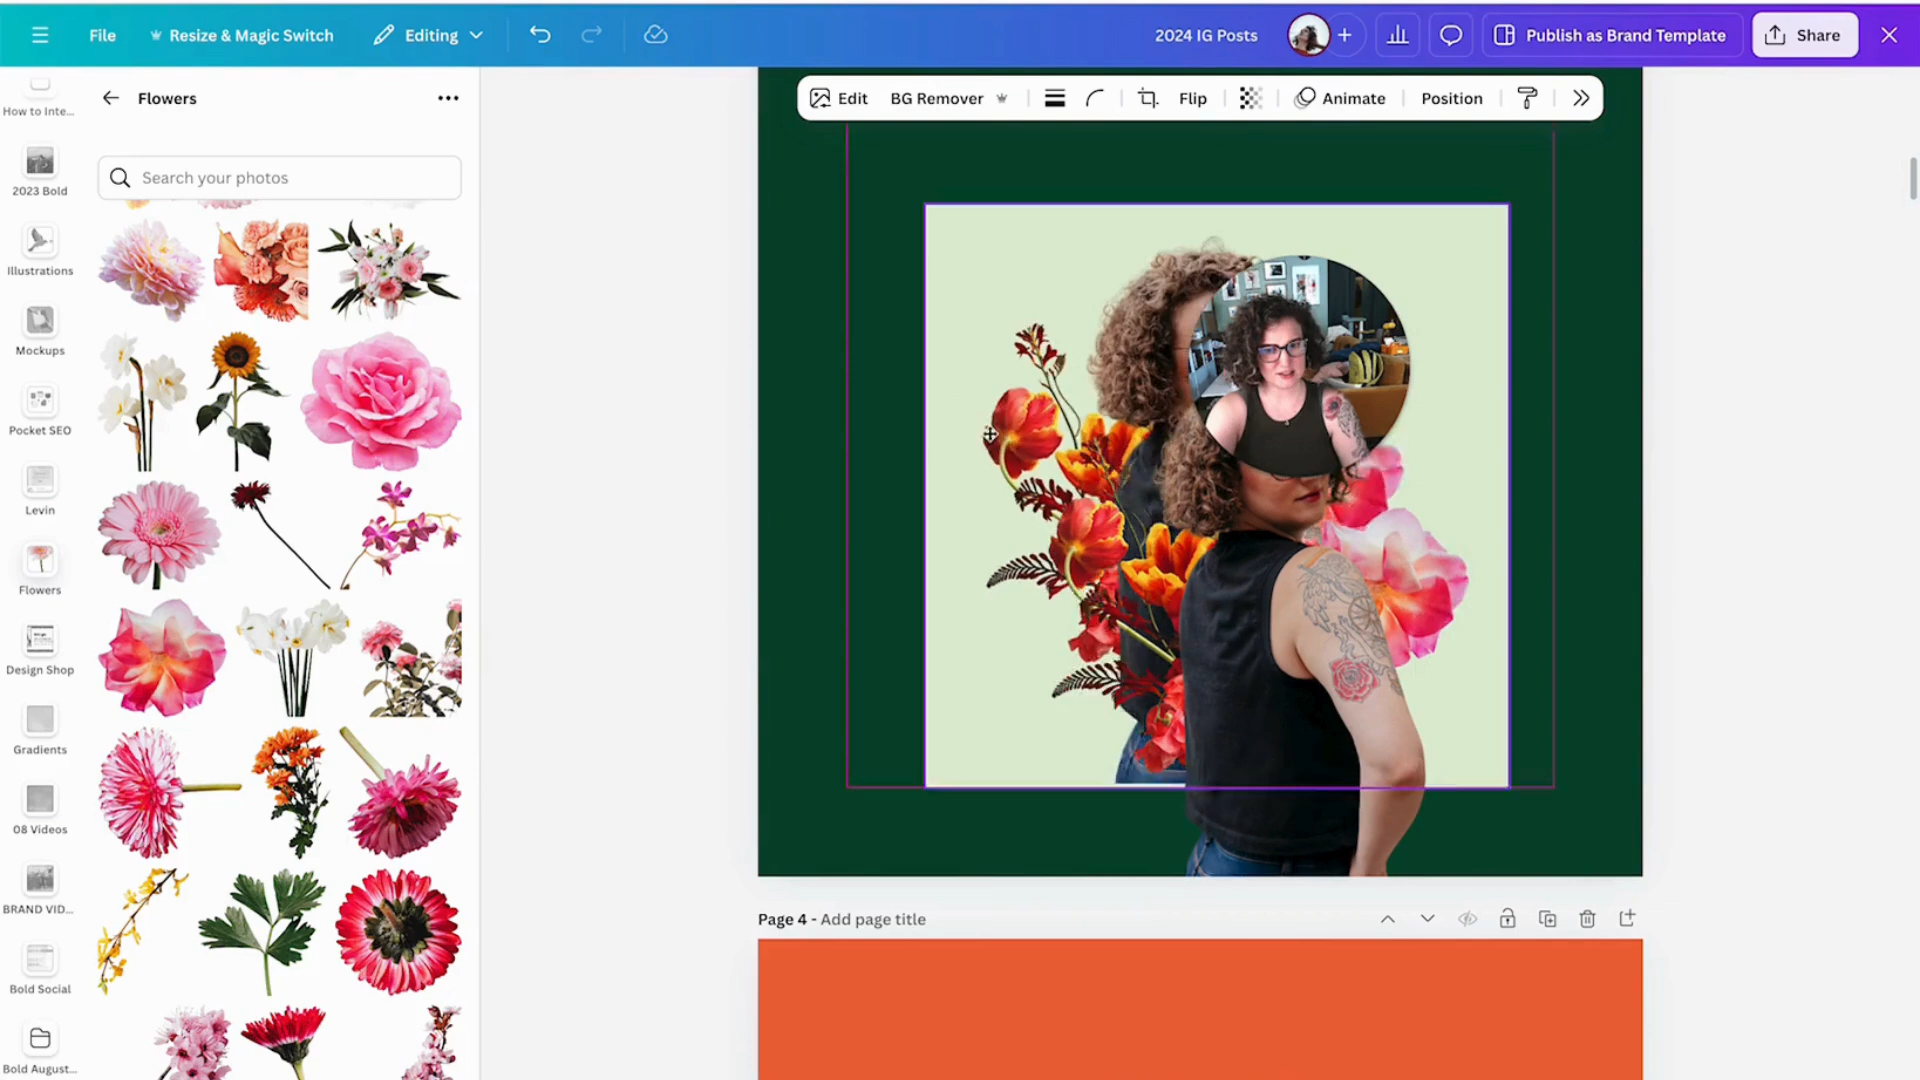 File
Resize & Magic Switch
Editing
2024 IG Posts
Publish as Brand Template
Share
How to Inte...
2023 Bold
Illustrations
Mockups
Pocket SEO
Levin
Flowers
Design Shop
Gradients
08 Videos
BRAND VID...
Bold Social
Bold August...
Flowers
Search your photos
Edit
BG Remover
Flip
Animate
Position
Page 4 - Add page title